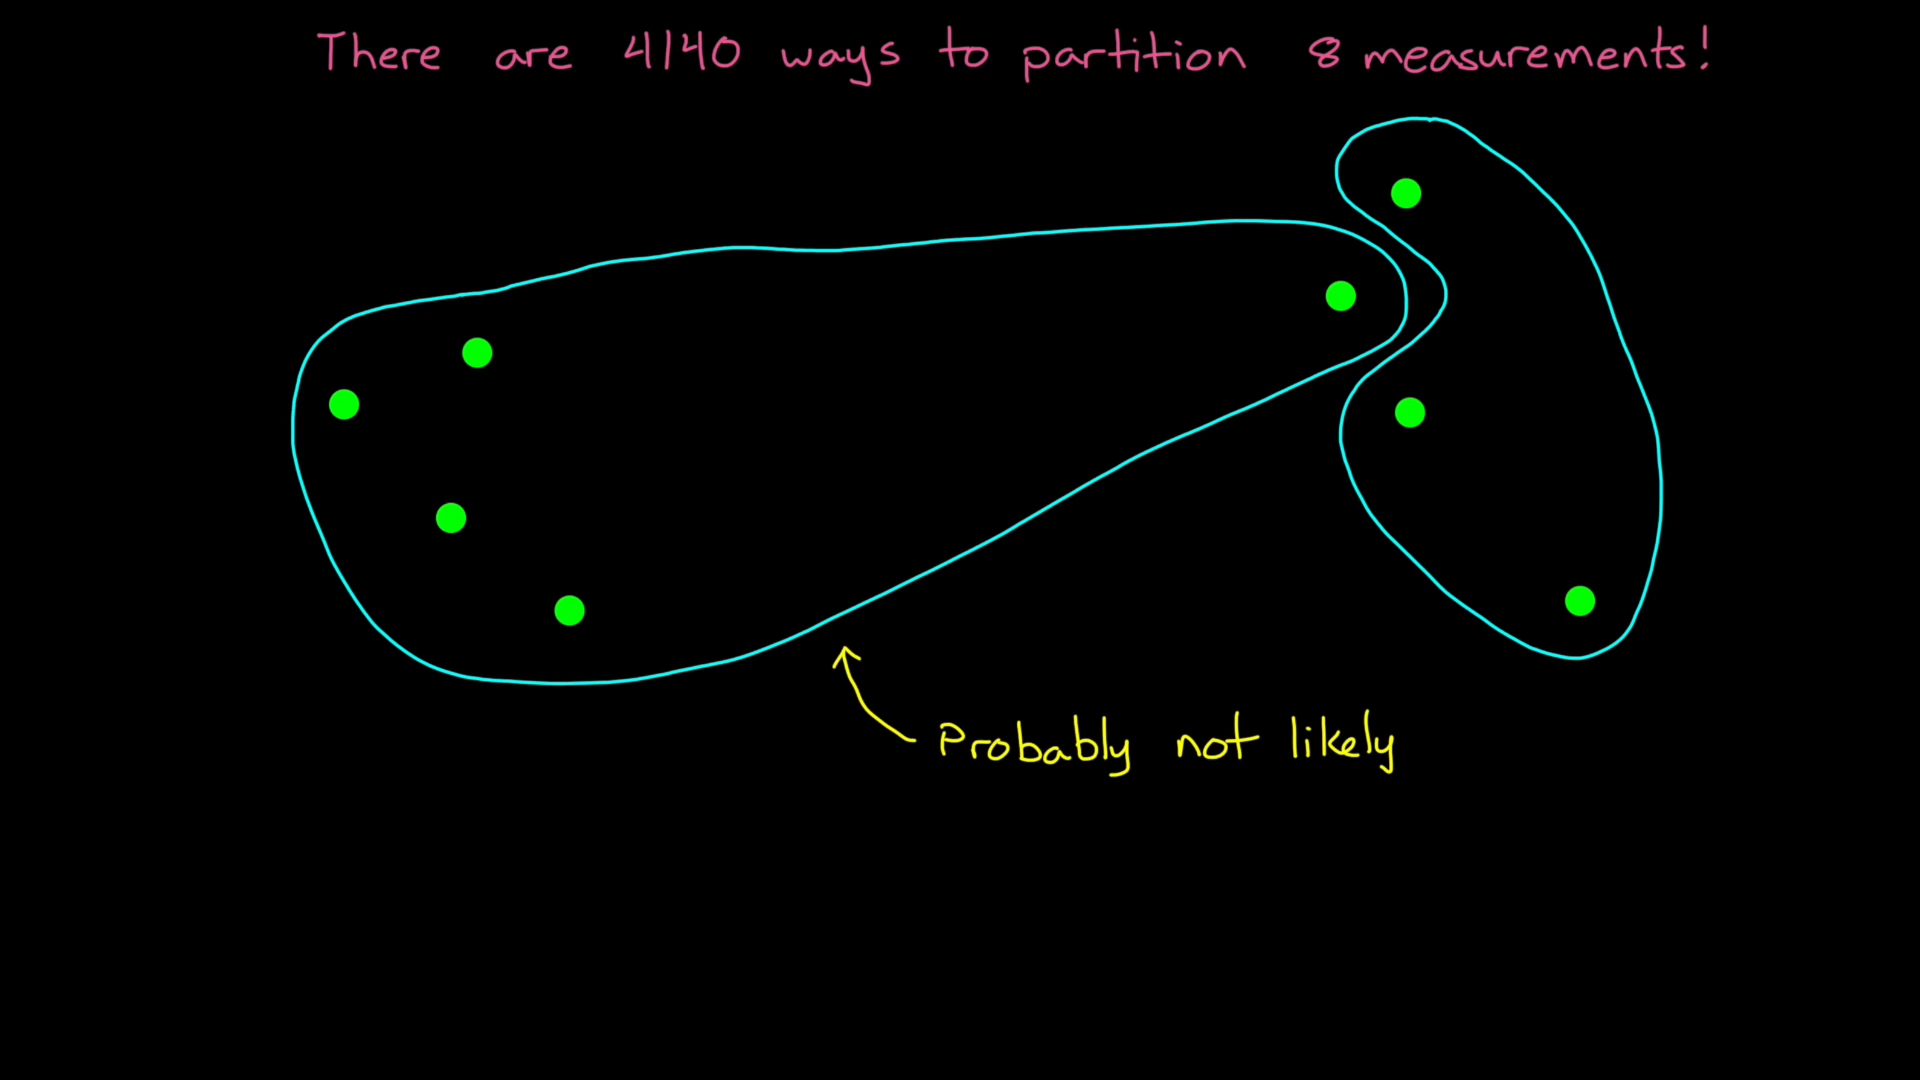 There are 4140 ways to partition 8 measurements!
Probably not likely